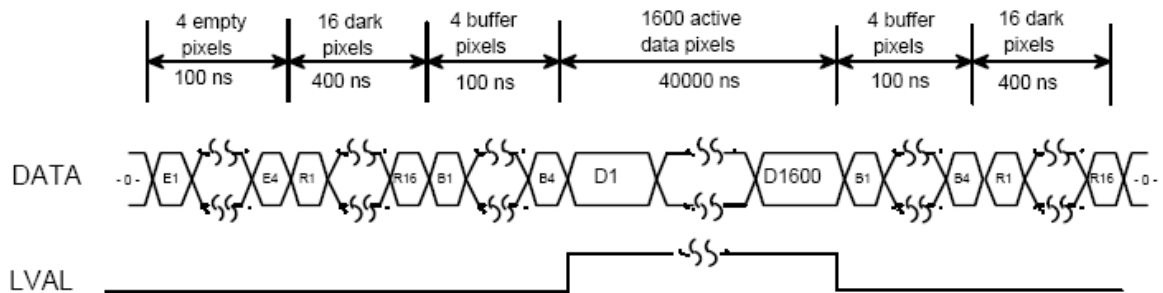 4 empty pixels
16 dark pixels
4 buffer pixels
1600 active data pixels
4 buffer pixels
16 dark pixels
100 ns
400 ns
100 ns
40000 ns
100 ns
400 ns
DATA
- 0 -
E1
E4
R1
R16
B1
B4
D1
D1600
B1
B4
R1
R16
- 0 -
LVAL